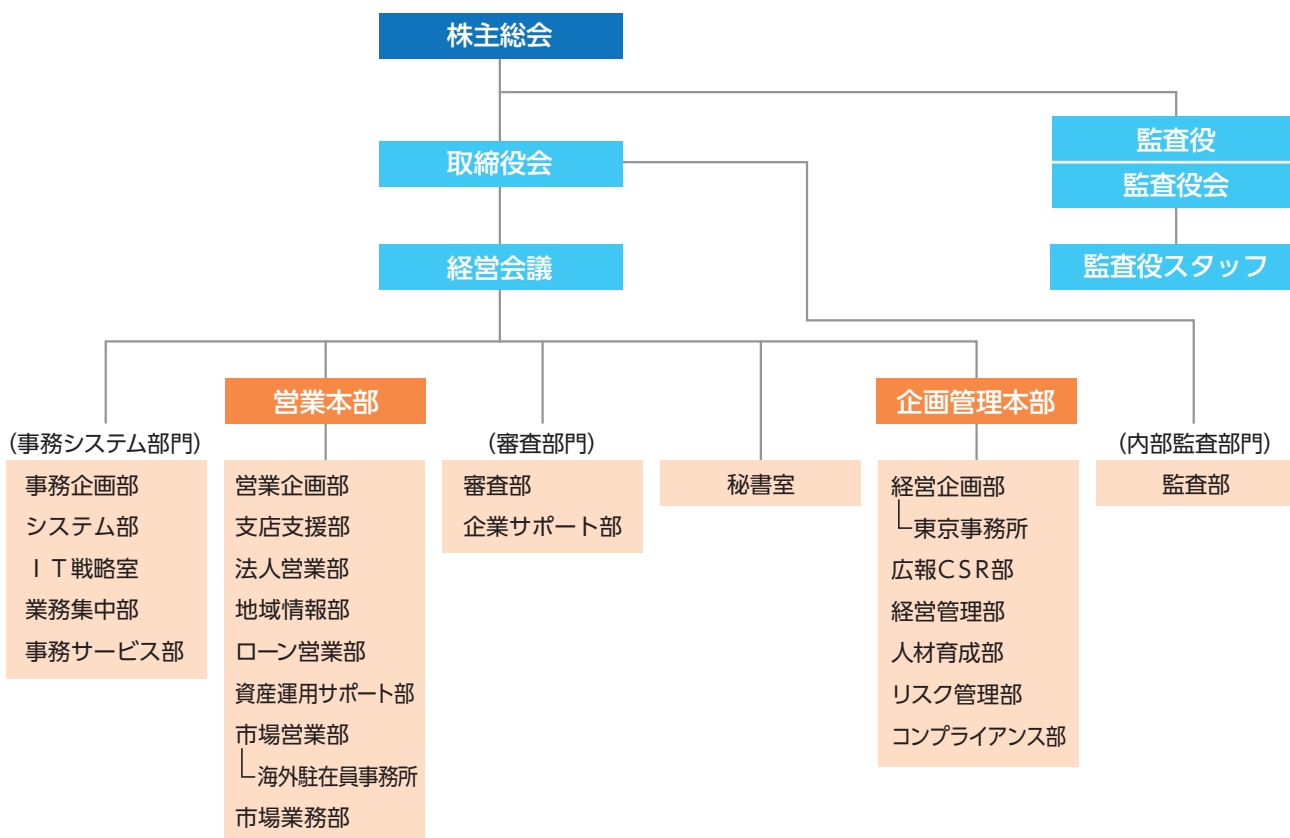 株主総会
取締役会
監査役
監査役会
経営会議
監査役スタッフ
営業本部
企画管理本部
(事務システム部門)
事務企画部
システム部
IT戦略室
業務集中部
事務サービス部
営業企画部
支店支援部
法人営業部
地域情報部
ローン営業部
資産運用サポート部
市場営業部
海外駐在員事務所
市場業務部
(審査部門)
審査部
企業サポート部
秘書室
経営企画部
東京事務所
広報CSR部
経営管理部
人材育成部
リスク管理部
コンプライアンス部
(内部監査部門)
監査部